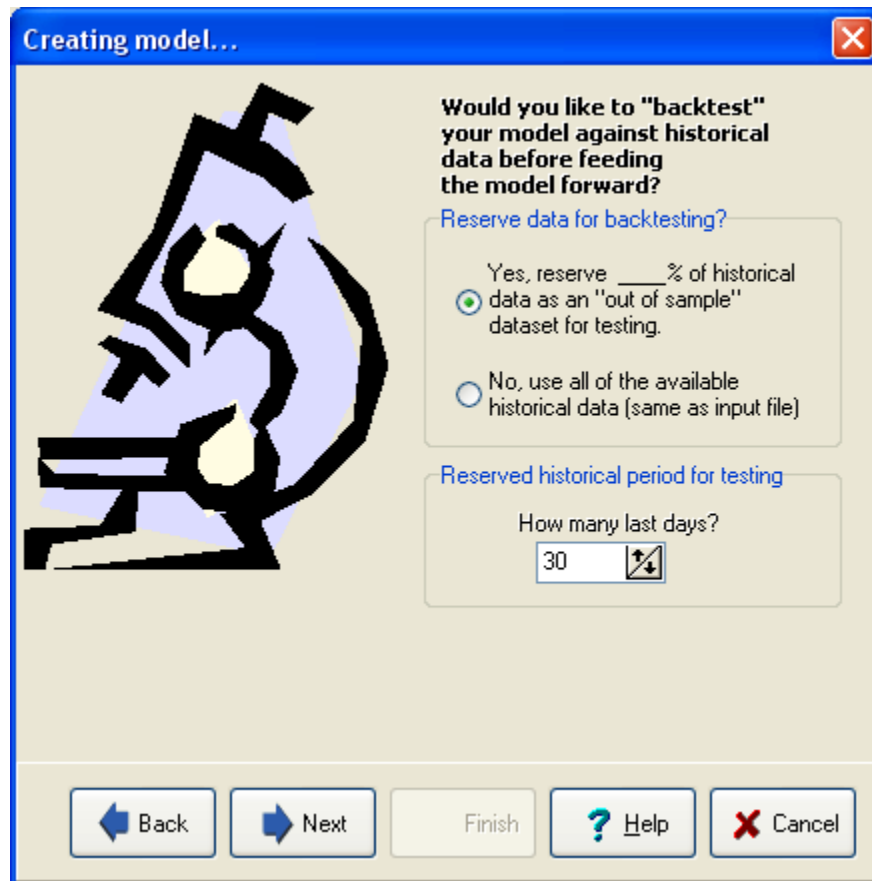 Creating model...
Would you like to "backtest"
your model against historical
data before feeding
the model forward?
Reserve data for backtesting?
Yes, reserve ____% of historical
data as an "out of sample"
dataset for testing.
No, use all of the available
historical data (same as input file)
Reserved historical period for testing
How many last days?
30
Back
Next
Finish
? Help
Cancel